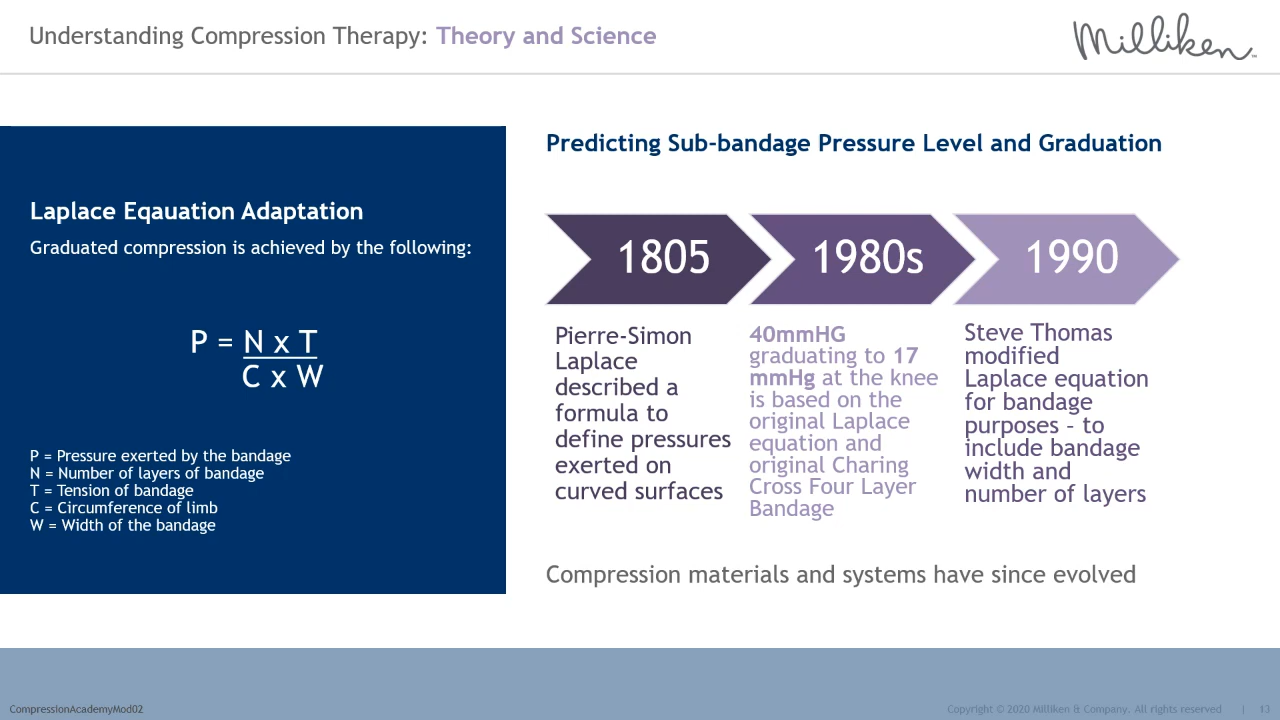 Understanding Compression Therapy: Theory and Science
Milliken™
Laplace Eqauation Adaptation
Graduated compression is achieved by the following:
P = N x T
C x W
P = Pressure exerted by the bandage
N = Number of layers of bandage
T = Tension of bandage
C = Circumference of limb
W = Width of the bandage
Predicting Sub-bandage Pressure Level and Graduation
1805
Pierre-Simon
Laplace
described a
formula to
define pressures
exerted on
curved surfaces
1980s
40mmHG
graduating to 17
mmHg at the knee
is based on the
original Laplace
equation and
original Charing
Cross Four Layer
Bandage
1990
Steve Thomas
modified
Laplace equation
for bandage
purposes – to
include bandage
width and
number of layers
Compression materials and systems have since evolved
CompressionAcademyMod02
Copyright © 2020 Milliken & Company. All rights reserved | 13